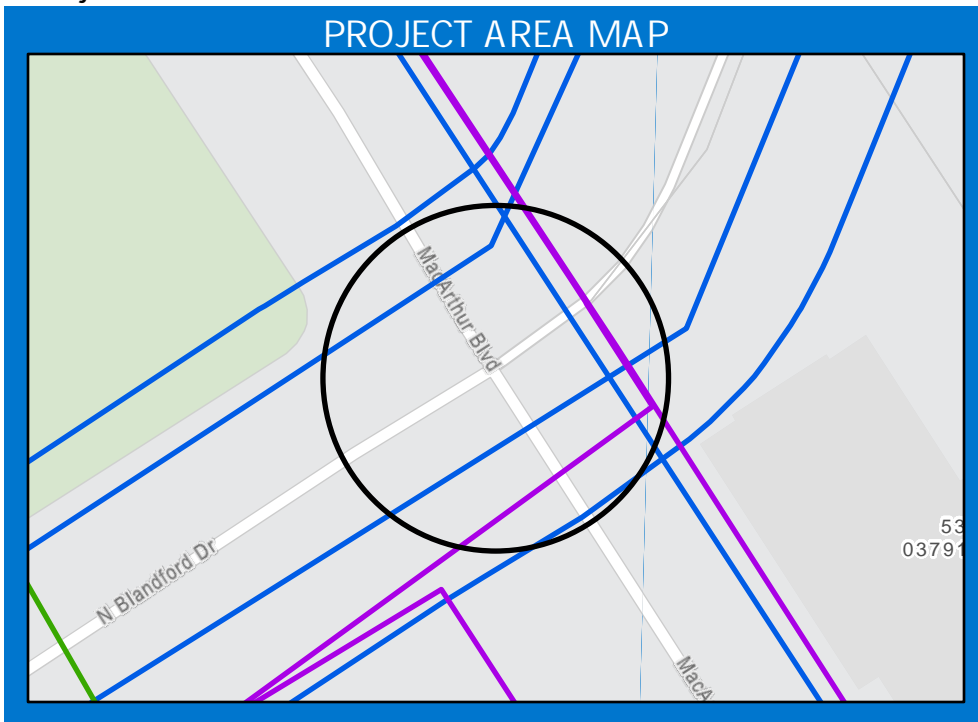 PROJECT AREA MAP
MacArthur Blvd
N Blandford Dr
53
03791
MacA